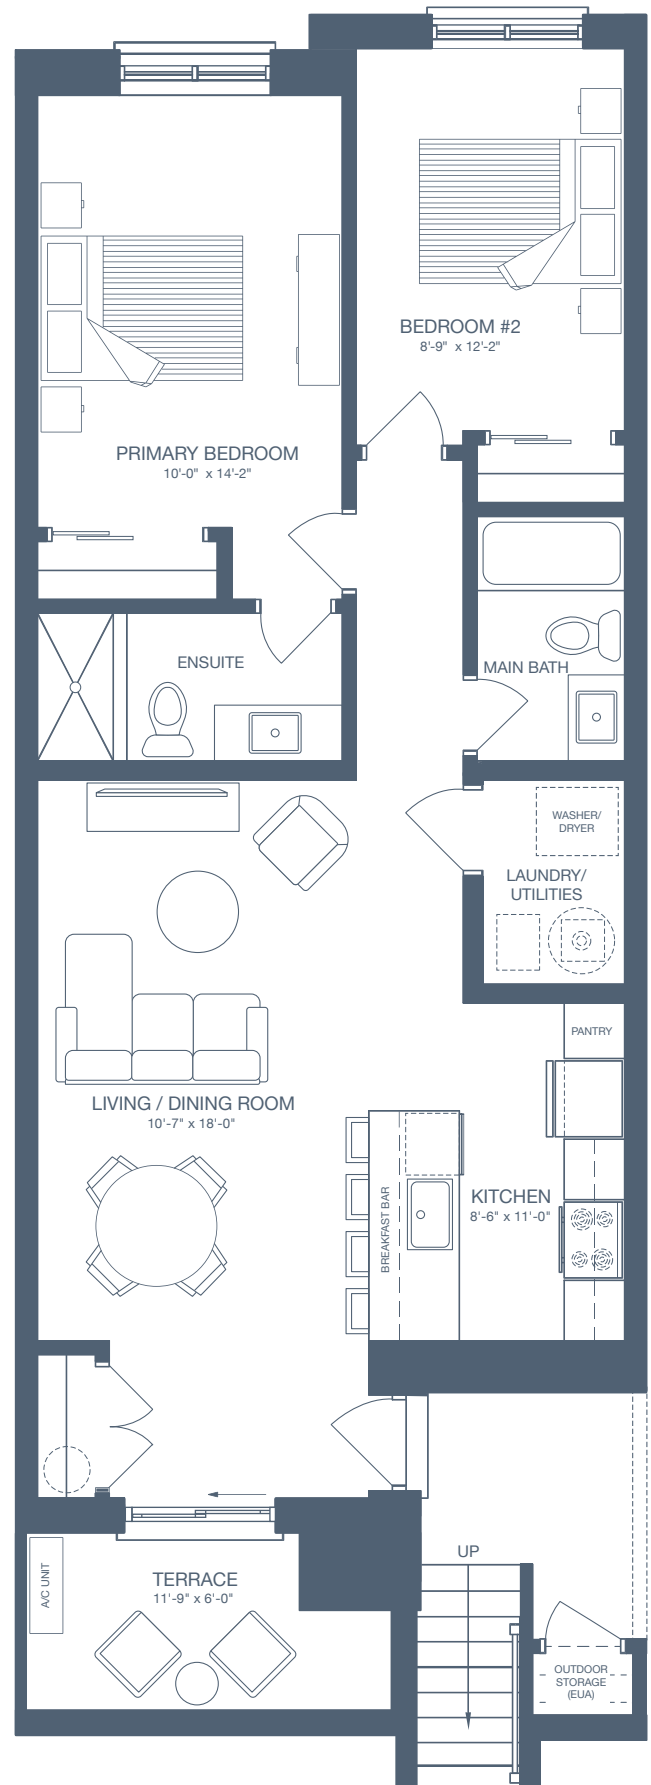 BEDROOM #2
8'-9" x 12'-2"
PRIMARY BEDROOM
10'-0" x 14'-2"
ENSUITE
MAIN BATH
WASHER/
DRYER
LAUNDRY/
UTILITIES
PANTRY
LIVING / DINING ROOM
10'-7" x 18'-0"
BREAKFAST BAR
KITCHEN
8'-6" x 11'-0"
UP
A/C UNIT
TERRACE
11'-9" x 6'-0"
OUTDOOR
STORAGE
(EUA)